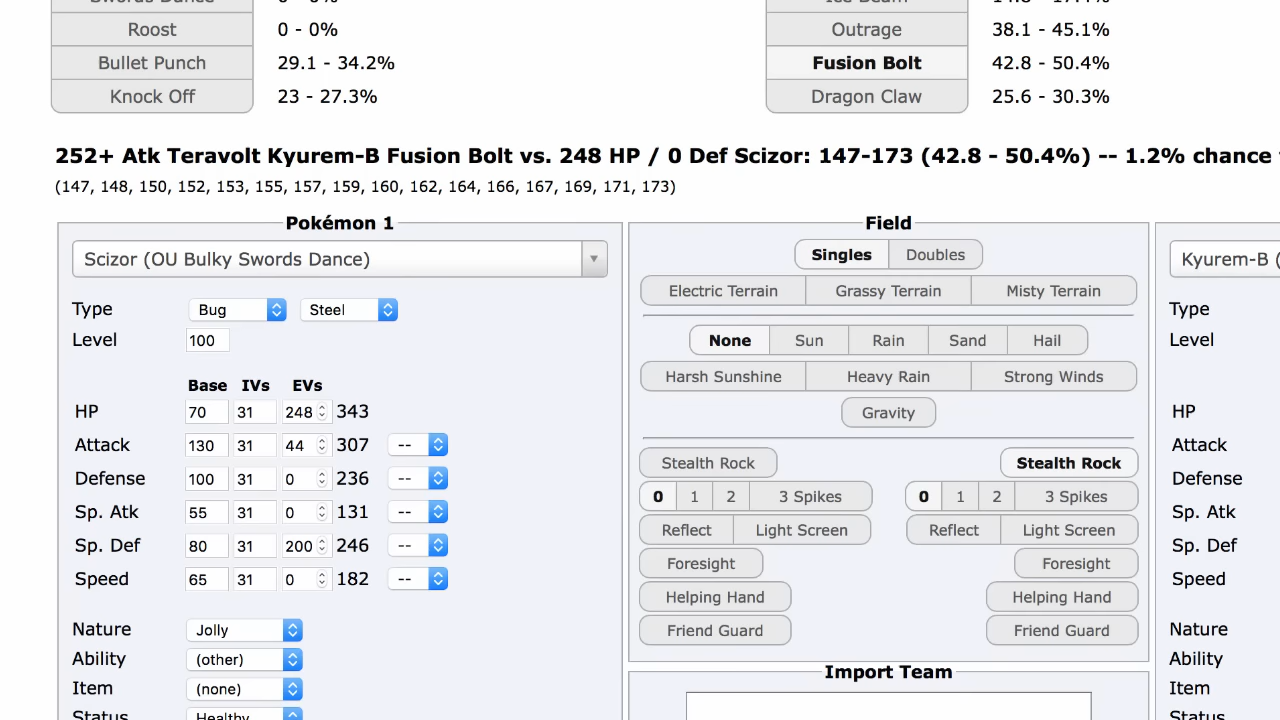 Swords Dance 0 - 0% Ice Beam
Roost 0 - 0% Outrage 38.1 - 45.1%
Bullet Punch 29.1 - 34.2% Fusion Bolt 42.8 - 50.4%
Knock Off 23 - 27.3% Dragon Claw 25.6 - 30.3%
252+ Atk Teravolt Kyurem-B Fusion Bolt vs. 248 HP / 0 Def Scizor: 147-173 (42.8 - 50.4%) -- 1.2% chance
(147, 148, 150, 152, 153, 155, 157, 159, 160, 162, 164, 166, 167, 169, 171, 173)
Pokémon 1 Field
Scizor (OU Bulky Swords Dance) Singles Doubles Kyurem-B (
Electric Terrain Grassy Terrain Misty Terrain
Type Bug Steel Type
Level 100 None Sun Rain Sand Hail Level
Harsh Sunshine Heavy Rain Strong Winds
Base IVs EVs
HP 70 31 248 343 Gravity HP
Attack 130 31 44 307 -- Attack
Stealth Rock Stealth Rock
Defense 100 31 0 236 -- Defense
0 1 2 3 Spikes 0 1 2 3 Spikes
Sp. Atk 55 31 0 131 -- Sp. Atk
Reflect Light Screen Reflect Light Screen
Sp. Def 80 31 200 246 -- Sp. Def
Foresight Foresight
Speed 65 31 0 182 -- Speed
Helping Hand Helping Hand
Nature Jolly Friend Guard Friend Guard Nature
Ability (other) Ability
Import Team
Item (none) Item
Status Healthy Status